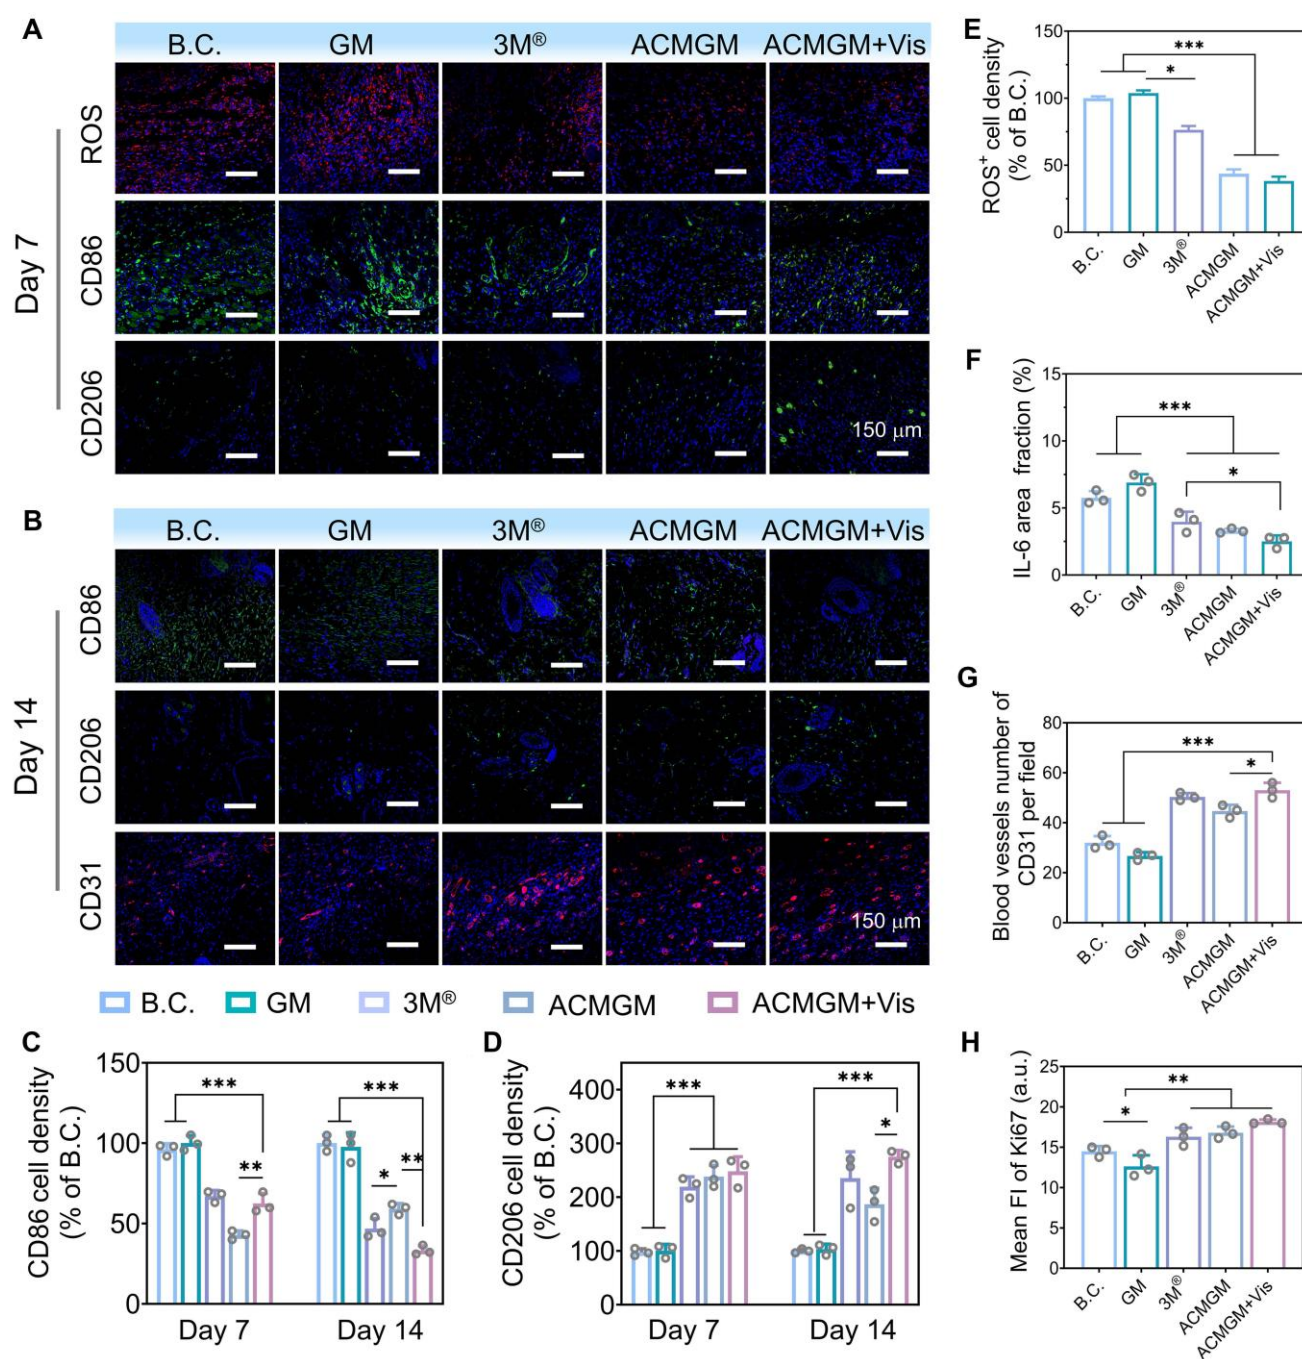 A
B.C. GM 3M® ACMGM ACMGM+Vis
Day 7
ROS
CD86
CD206
150 μm
B
B.C. GM 3M® ACMGM ACMGM+Vis
Day 14
CD86
CD206
CD31
150 μm
B.C. GM 3M® ACMGM ACMGM+Vis
C
CD86 cell density
(% of B.C.)
150
100
50
0
***
**
***
*
**
Day 7 Day 14
D
CD206 cell density
(% of B.C.)
400
300
200
100
0
***
***
*
Day 7 Day 14
E
ROS⁺ cell density
(% of B.C.)
150
100
50
0
***
*
B.C. GM 3M® ACMGM ACMGM+Vis
F
IL-6 area fraction (%)
15
10
5
0
***
*
B.C. GM 3M® ACMGM ACMGM+Vis
G
Blood vessels number of
CD31 per field
80
60
40
20
0
***
*
B.C. GM 3M® ACMGM ACMGM+Vis
H
Mean FI of Ki67 (a.u.)
25
20
15
10
5
0
**
*
B.C. GM 3M® ACMGM ACMGM+Vis